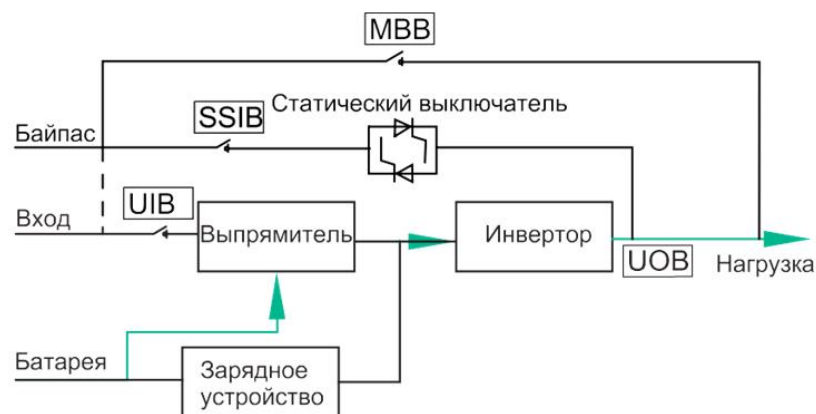 MBB
Статический выключатель
SSIB
Байпас
UIB
Вход
Выпрямитель
Инвертор
UOB
Нагрузка
Батарея
Зарядное
устройство